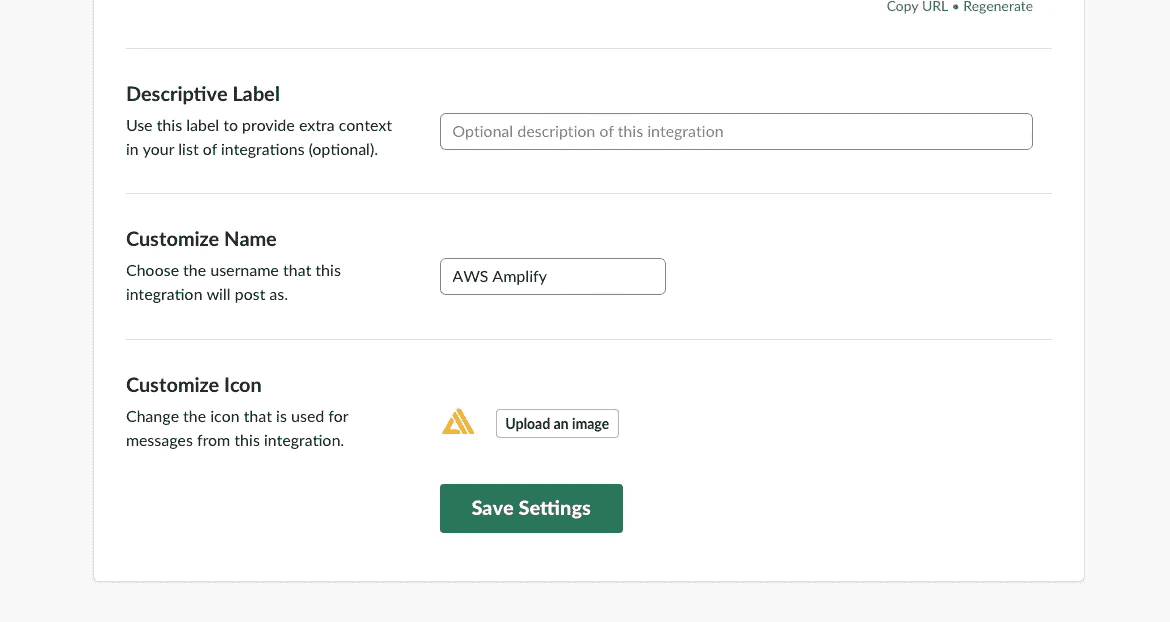 Copy URL • Regenerate
Descriptive Label
Use this label to provide extra context
in your list of integrations (optional).
Optional description of this integration
Customize Name
Choose the username that this
integration will post as.
AWS Amplify
Customize Icon
Change the icon that is used for
messages from this integration.
Upload an image
Save Settings